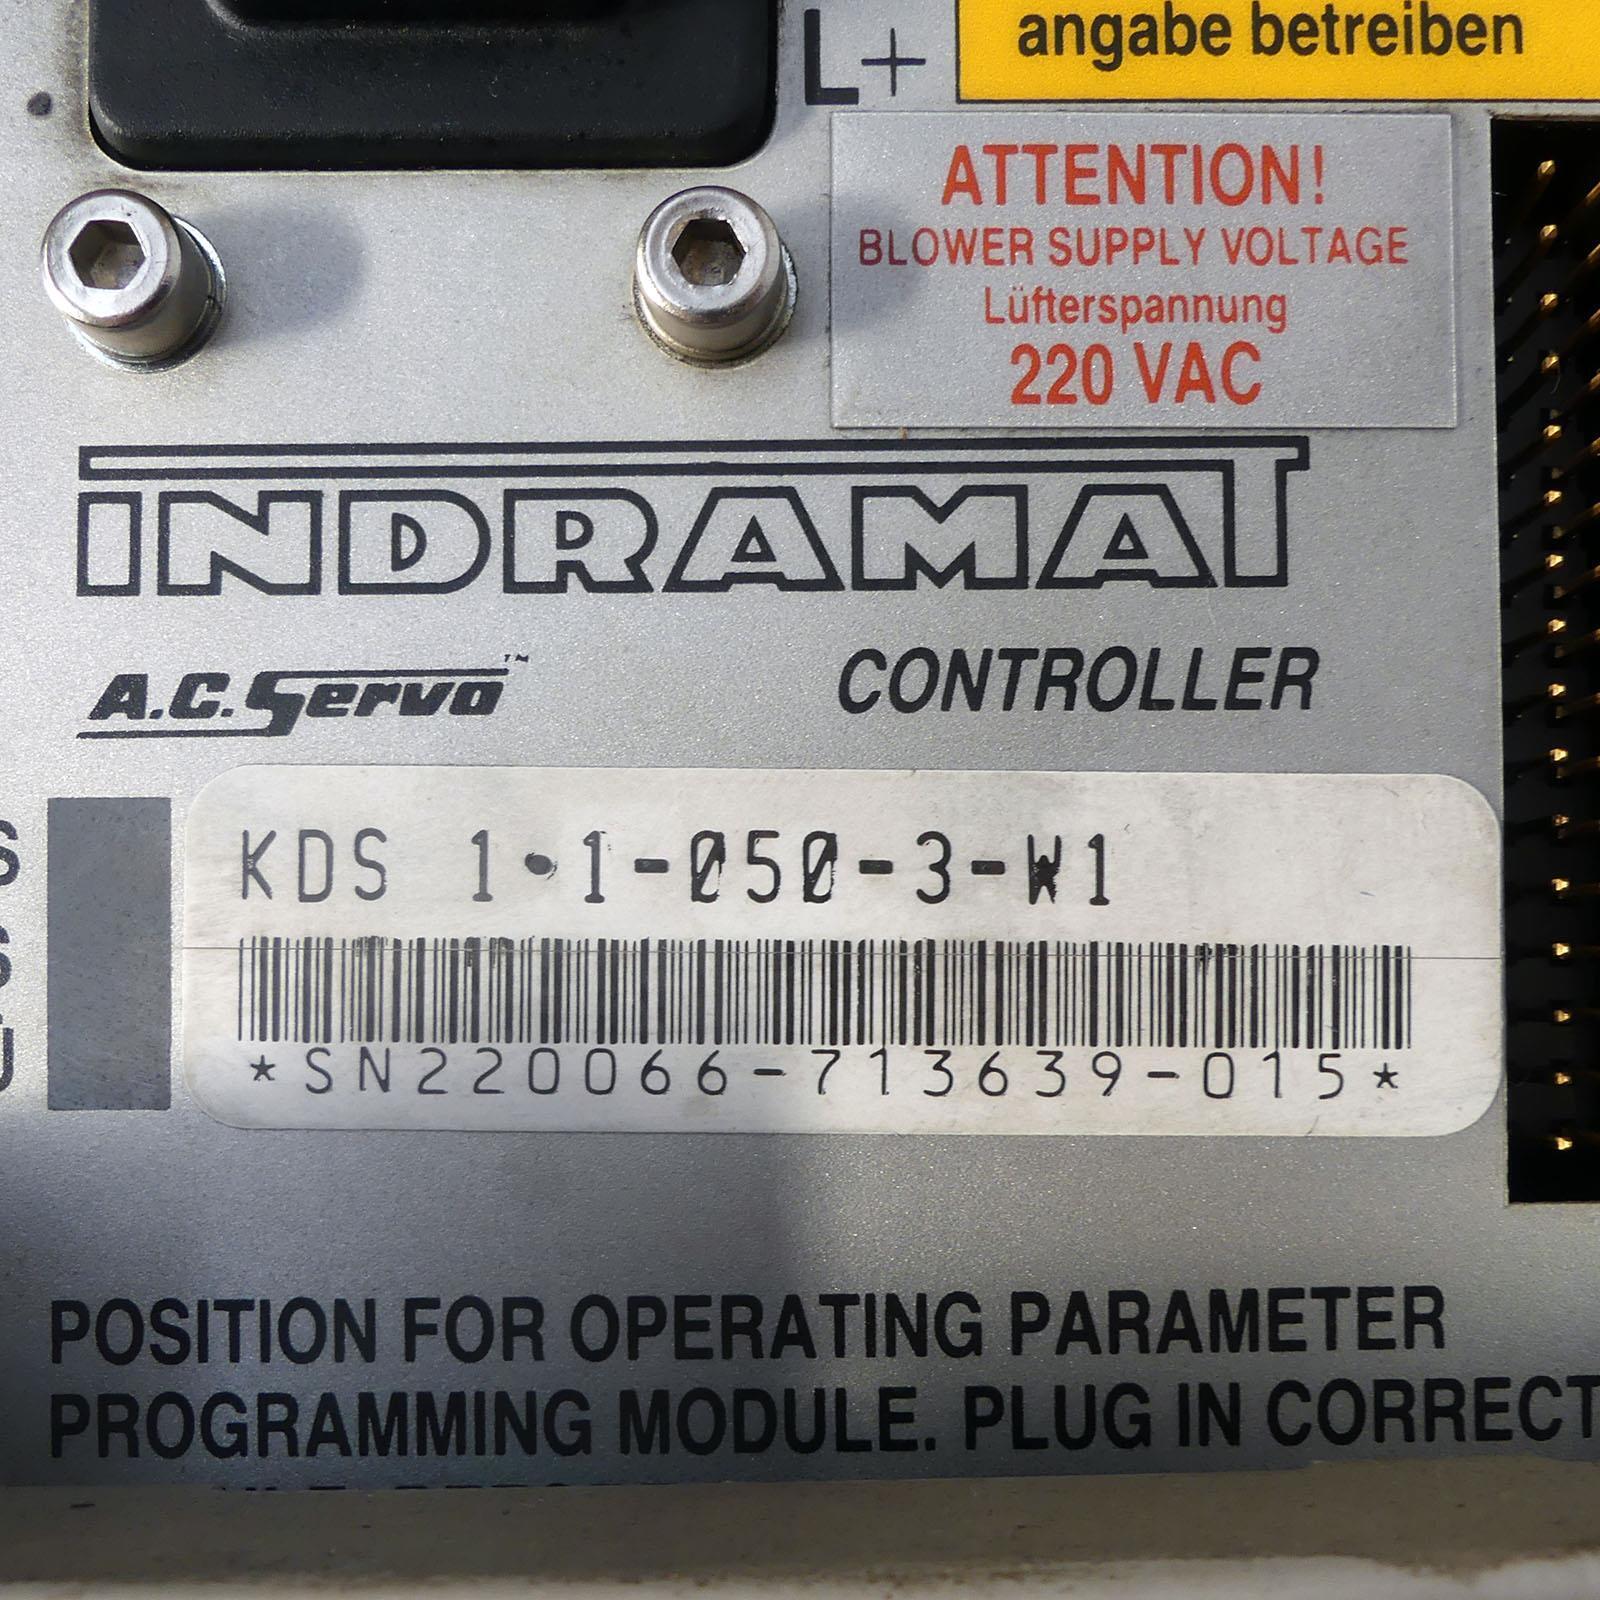 L+
angabe betreiben
ATTENTION!
BLOWER SUPPLY VOLTAGE
Lüfterspannung
220 VAC
INDRAMAT
A.C. Servo™
CONTROLLER
S
S
U
KDS 1•1-050-3-W1
*SN220066-713639-015*
POSITION FOR OPERATING PARAMETER
PROGRAMMING MODULE. PLUG IN CORRECT